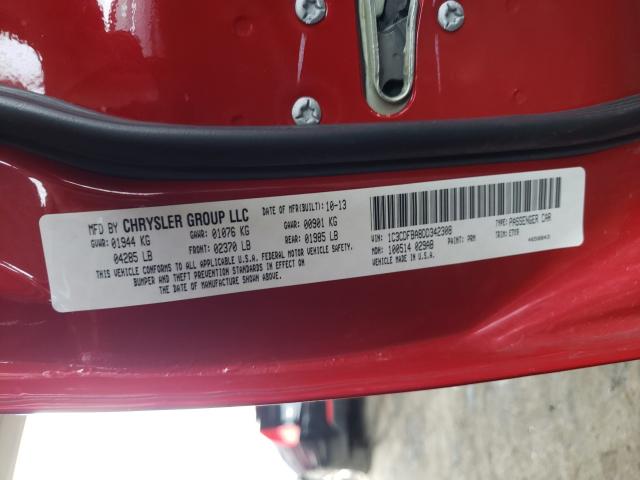 MFD BY CHRYSLER GROUP LLC DATE OF MFR(BUILT): 10-13
GVWR: 01944 KG GAWR: 01076 KG GAWR: 00901 KG
04285 LB FRONT: 02370 LB REAR: 01985 LB
THIS VEHICLE CONFORMS TO ALL APPLICABLE U.S.A. FEDERAL MOTOR VEHICLE SAFETY,
BUMPER AND THEFT PREVENTION STANDARDS IN EFFECT ON
THE DATE OF MANUFACTURE SHOWN ABOVE.
VIN: 1C3CDFBA8DD342308 TYPE: PASSENGER CAR
MDH: 100514 029AB PAINT: PRM TRIM:
VEHICLE MADE IN U.S.A.